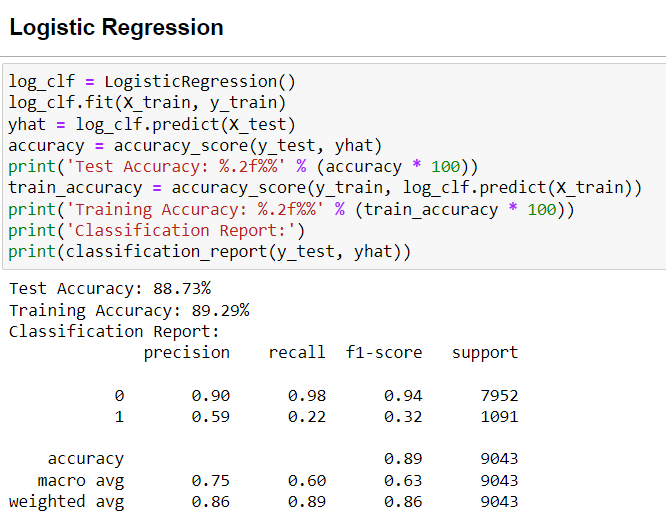 Logistic Regression
log_clf = LogisticRegression()
log_clf.fit(X_train, y_train)
yhat = log_clf.predict(X_test)
accuracy = accuracy_score(y_test, yhat)
print('Test Accuracy: %.2f%%' % (accuracy * 100))
train_accuracy = accuracy_score(y_train, log_clf.predict(X_train))
print('Training Accuracy: %.2f%%' % (train_accuracy * 100))
print('Classification Report:')
print(classification_report(y_test, yhat))
Test Accuracy: 88.73%
Training Accuracy: 89.29%
Classification Report:
              precision    recall  f1-score   support

           0       0.90      0.98      0.94      7952
           1       0.59      0.22      0.32      1091

    accuracy                           0.89      9043
   macro avg       0.75      0.60      0.63      9043
weighted avg       0.86      0.89      0.86      9043